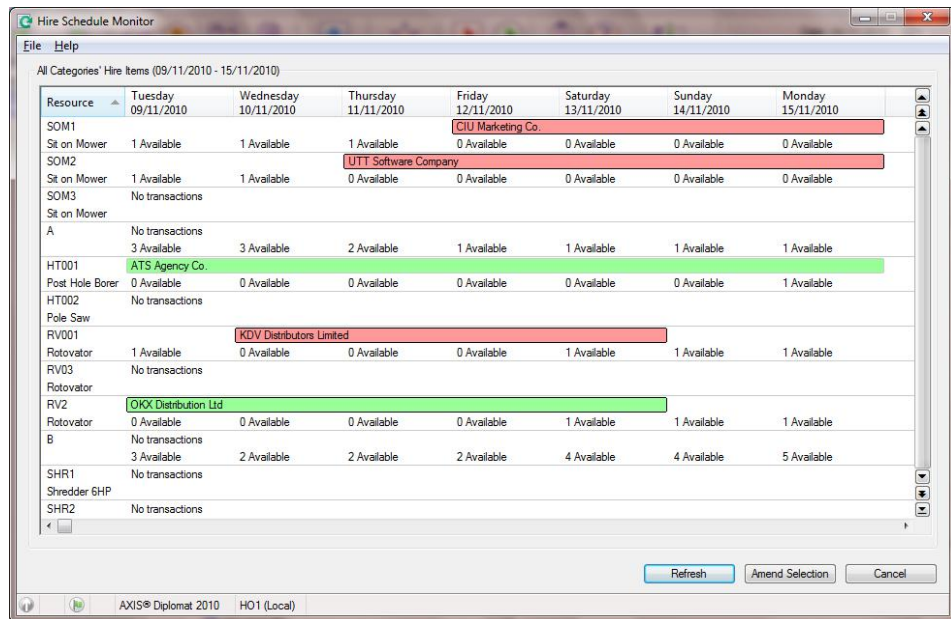 Hire Schedule Monitor
File Help
All Categories' Hire Items (09/11/2010 - 15/11/2010)
Resource Tuesday 09/11/2010 Wednesday 10/11/2010 Thursday 11/11/2010 Friday 12/11/2010 Saturday 13/11/2010 Sunday 14/11/2010 Monday 15/11/2010
SOM1 CIU Marketing Co.
Sit on Mower 1 Available 1 Available 1 Available 0 Available 0 Available 0 Available 0 Available
SOM2 UTT Software Company
Sit on Mower 1 Available 1 Available 0 Available 0 Available 0 Available 0 Available 0 Available
SOM3 No transactions
Sit on Mower
A No transactions
3 Available 3 Available 2 Available 1 Available 1 Available 1 Available 1 Available
HT001 ATS Agency Co.
Post Hole Borer 0 Available 0 Available 0 Available 0 Available 0 Available 0 Available 1 Available
HT002 No transactions
Pole Saw
RV001 KDV Distributors Limited
Rotovator 1 Available 0 Available 0 Available 0 Available 1 Available 1 Available 1 Available
RV03 No transactions
Rotovator
RV2 OKX Distribution Ltd
Rotovator 0 Available 0 Available 0 Available 0 Available 1 Available 1 Available 1 Available
B No transactions
3 Available 2 Available 2 Available 2 Available 4 Available 4 Available 5 Available
SHR1 No transactions
Shredder 6HP
SHR2 No transactions
Refresh Amend Selection Cancel
AXIS® Diplomat 2010 HO1 (Local)